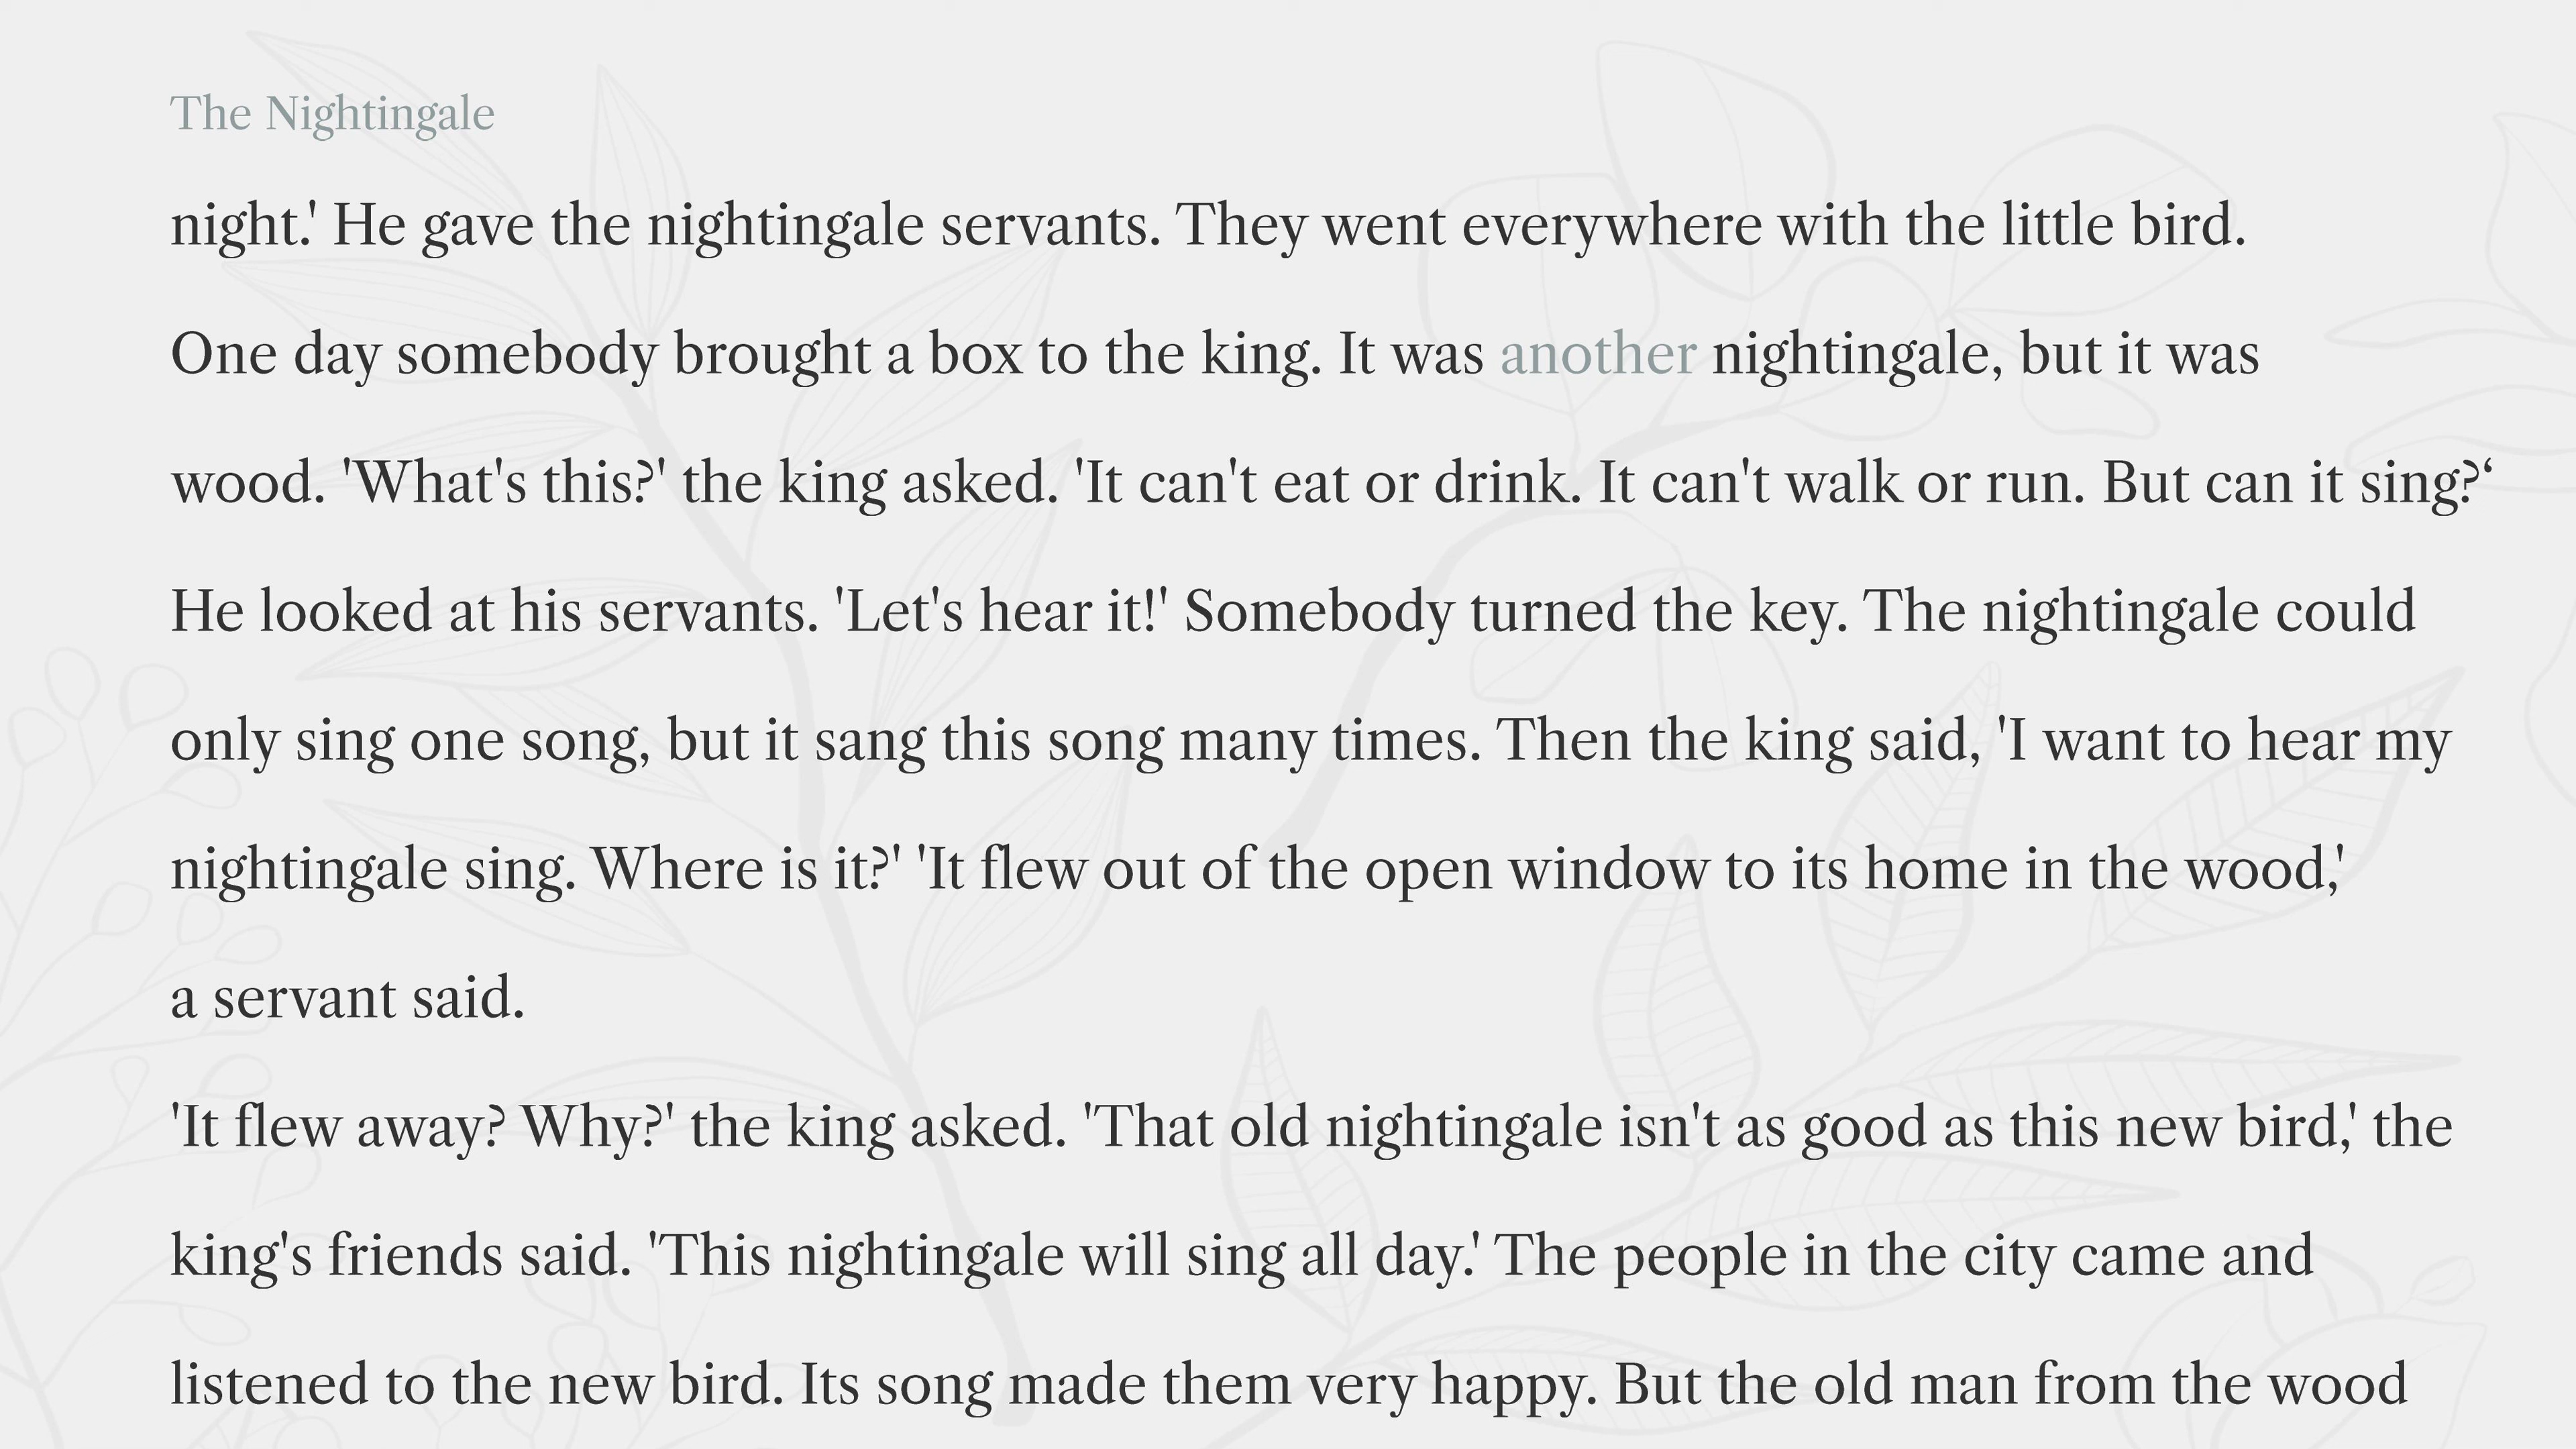 The Nightingale
night.' He gave the nightingale servants. They went everywhere with the little bird.
One day somebody brought a box to the king. It was another nightingale, but it was
wood. 'What's this?' the king asked. 'It can't eat or drink. It can't walk or run. But can it sing?‘
He looked at his servants. 'Let's hear it!' Somebody turned the key. The nightingale could
only sing one song, but it sang this song many times. Then the king said, 'I want to hear my
nightingale sing. Where is it?' 'It flew out of the open window to its home in the wood,'
a servant said.
'It flew away? Why?' the king asked. 'That old nightingale isn't as good as this new bird,' the
king's friends said. 'This nightingale will sing all day.' The people in the city came and
listened to the new bird. Its song made them very happy. But the old man from the wood